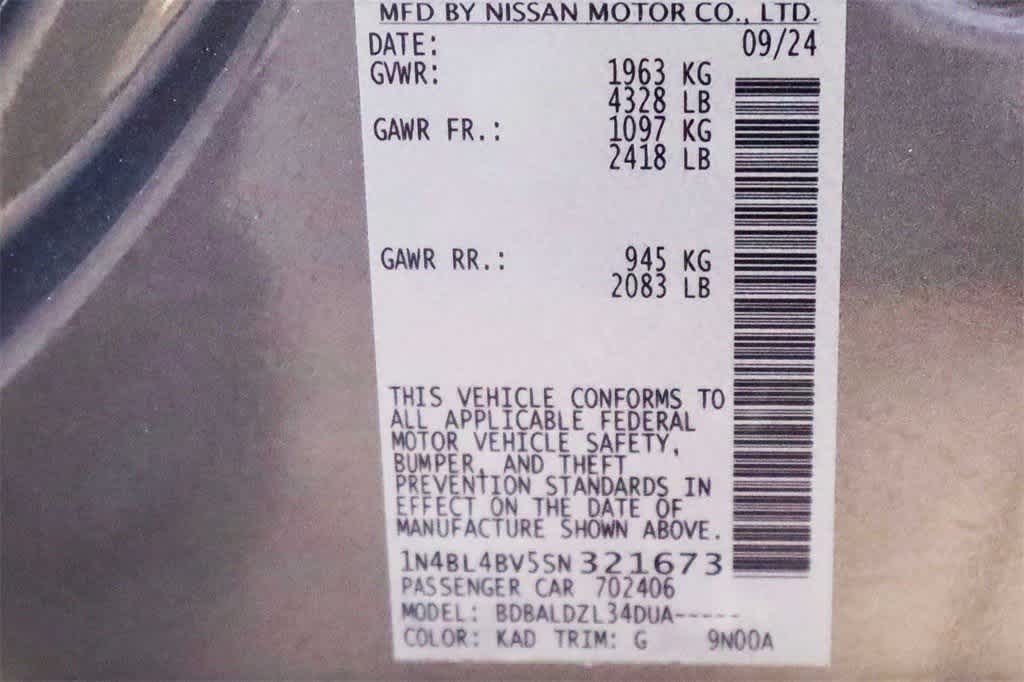 MFD BY NISSAN MOTOR CO., LTD.
DATE: 09/24
GVWR: 1963 KG
4328 LB
GAWR FR.: 1097 KG
2418 LB
GAWR RR.: 945 KG
2083 LB
THIS VEHICLE CONFORMS TO
ALL APPLICABLE FEDERAL
MOTOR VEHICLE SAFETY,
BUMPER, AND THEFT
PREVENTION STANDARDS IN
EFFECT ON THE DATE OF
MANUFACTURE SHOWN ABOVE.
1N4BL4BV5SN321673
PASSENGER CAR 702406
MODEL: BDBALDZL34DUA-----
COLOR: KAD TRIM: G 9N00A